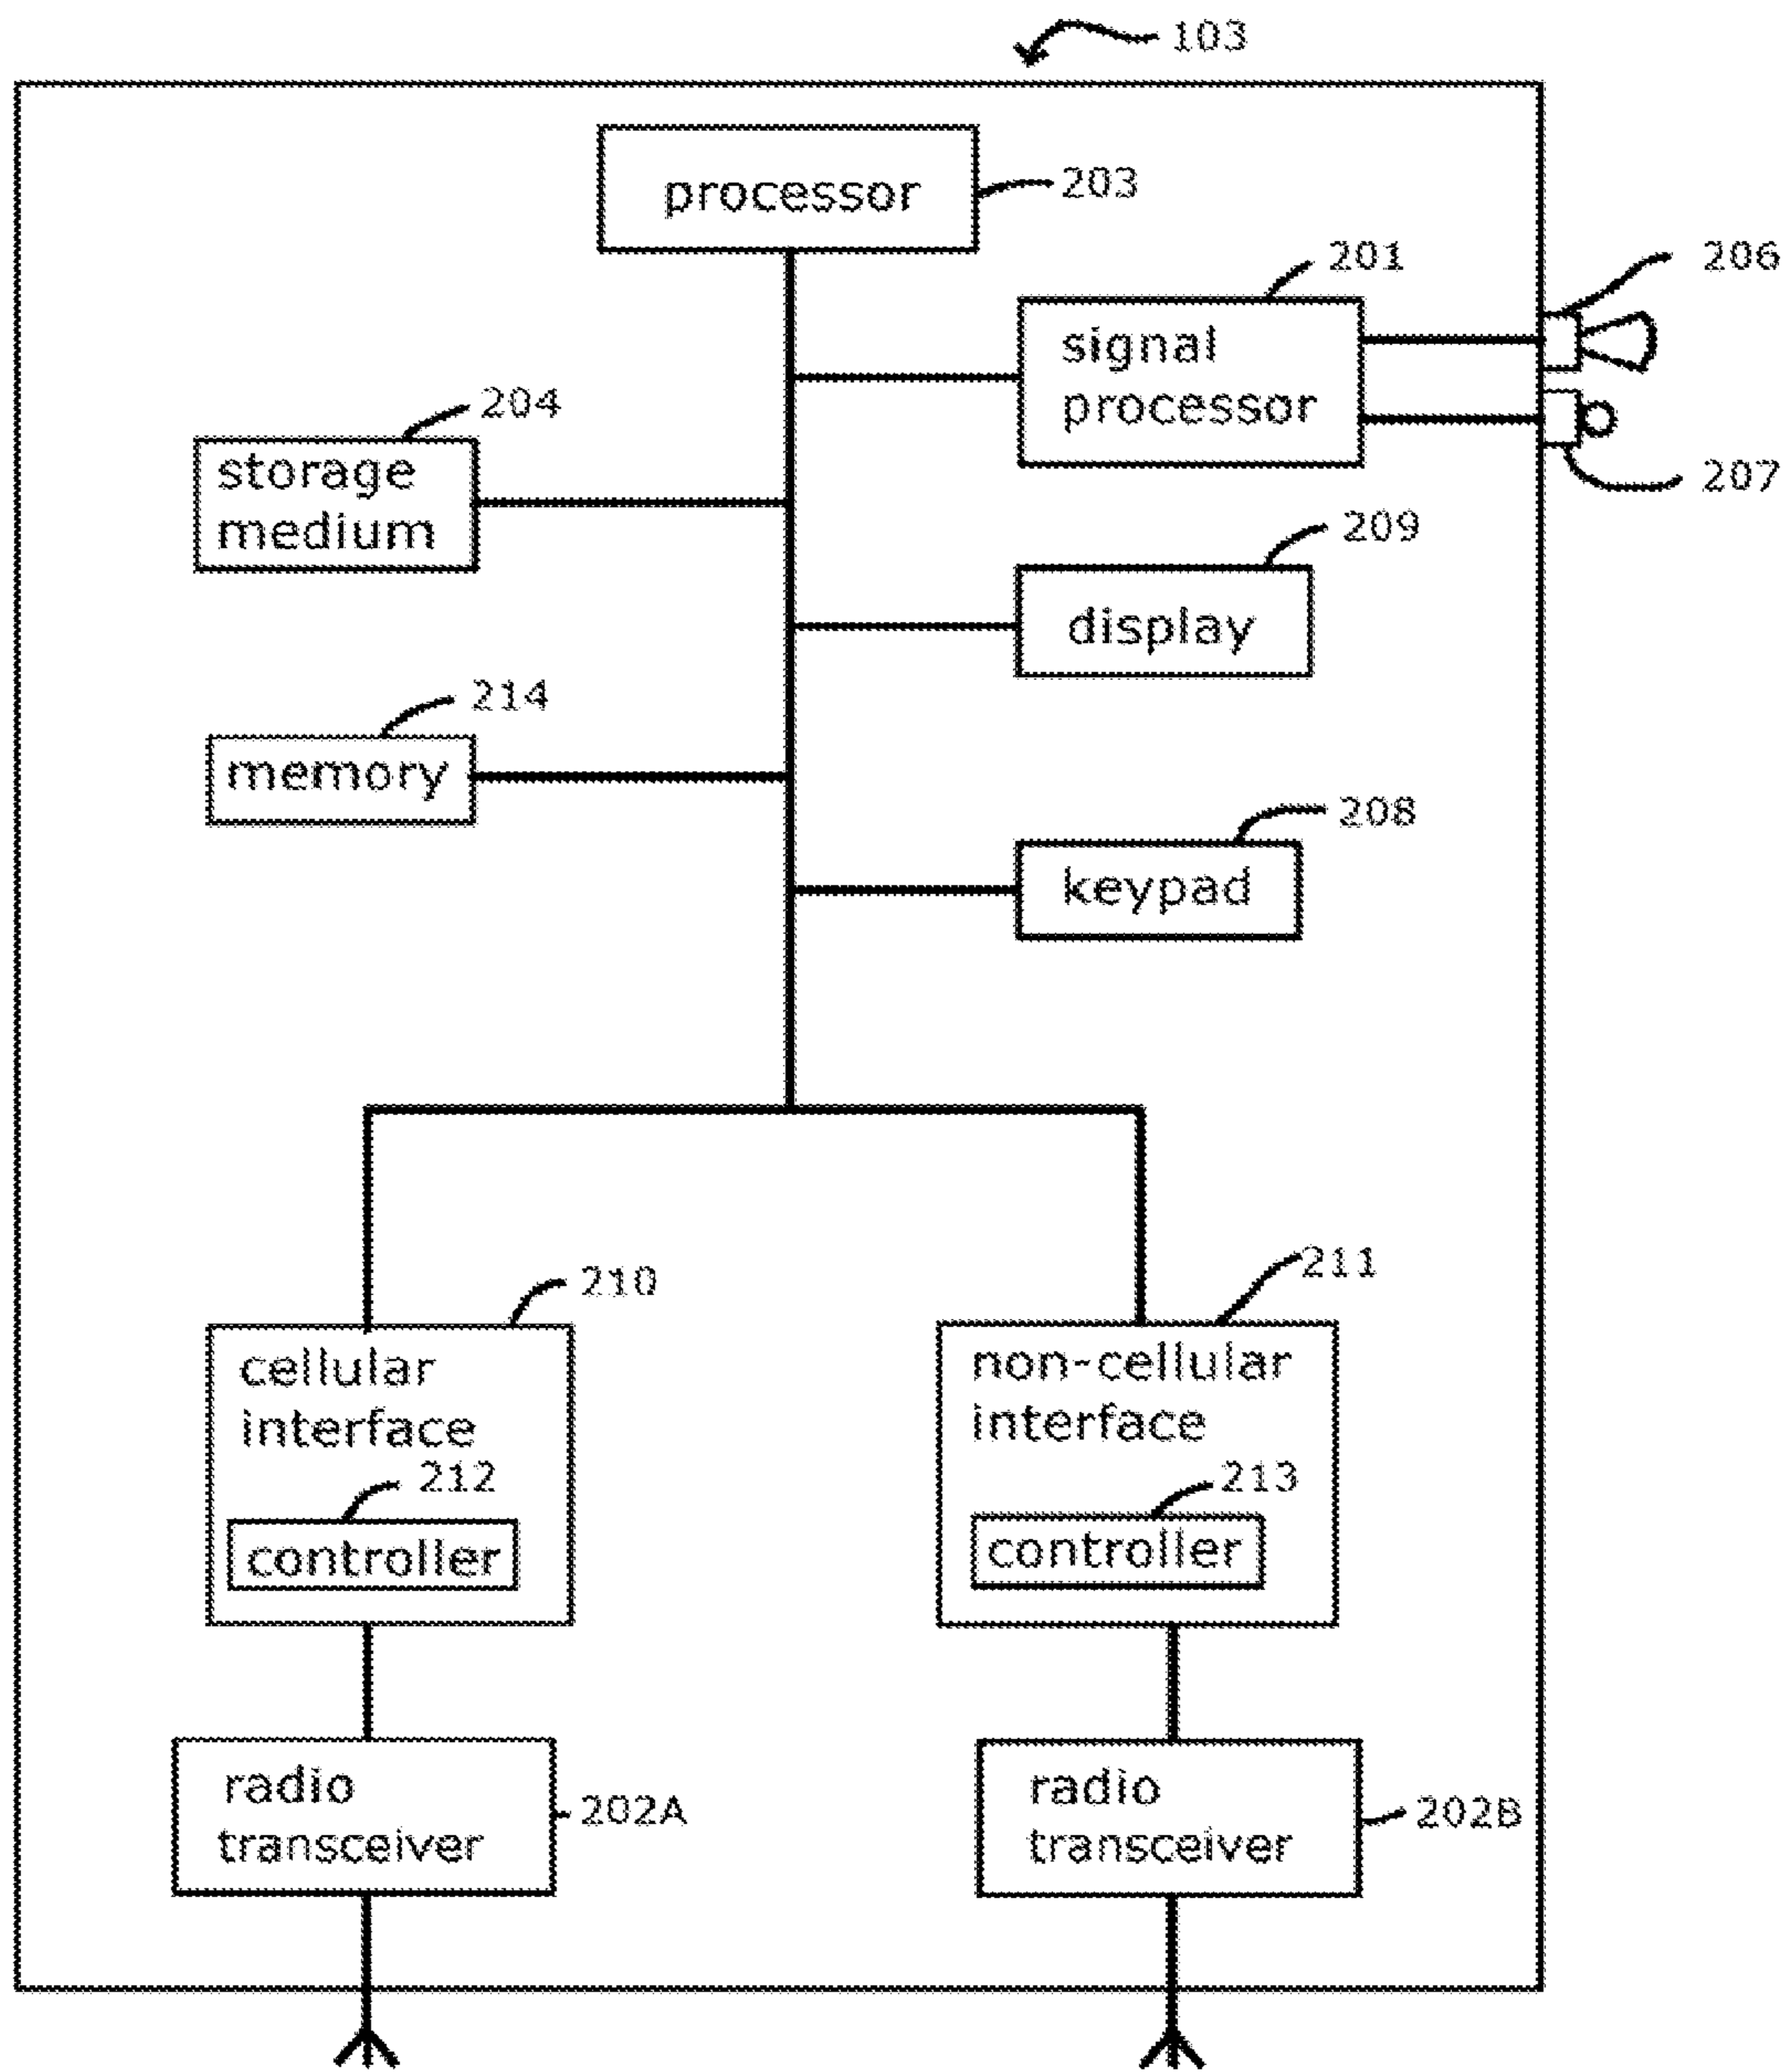 103
processor
203
201
206
signal
processor
204
storage
medium
207
209
display
214
memory
208
keypad
210
cellular
interface
212
controller
211
non-cellular
interface
213
controller
radio
transceiver
202A
radio
transceiver
202B